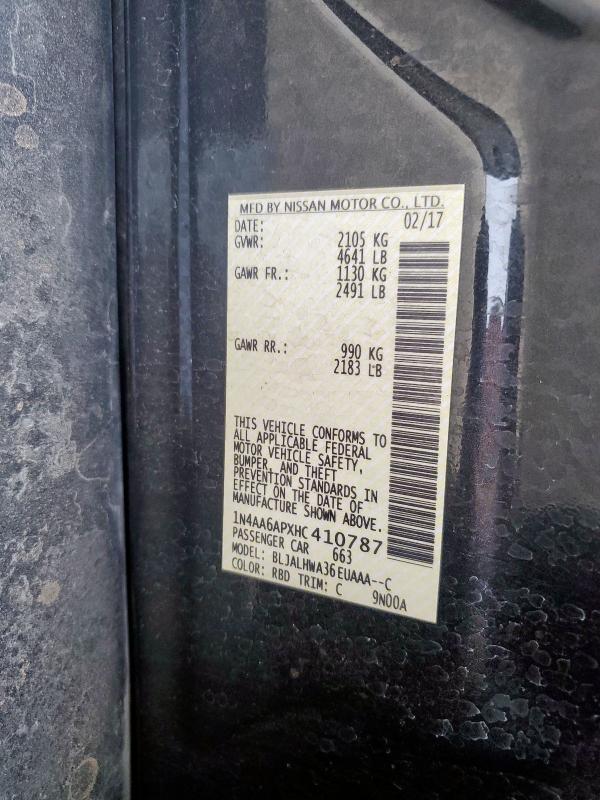 MFD BY NISSAN MOTOR CO., LTD.
DATE: 02/17
GVWR: 2105 KG
4641 LB
GAWR FR.: 1130 KG
2491 LB
GAWR RR.: 990 KG
2183 LB
THIS VEHICLE CONFORMS TO
ALL APPLICABLE FEDERAL
MOTOR VEHICLE SAFETY,
BUMPER, AND THEFT
PREVENTION STANDARDS IN
EFFECT ON THE DATE OF
MANUFACTURE SHOWN ABOVE.
1N4AA6APXHC410787
PASSENGER CAR 663
MODEL: BLJALHWA36EUAAA--C
COLOR: RBD TRIM: C 9N00A